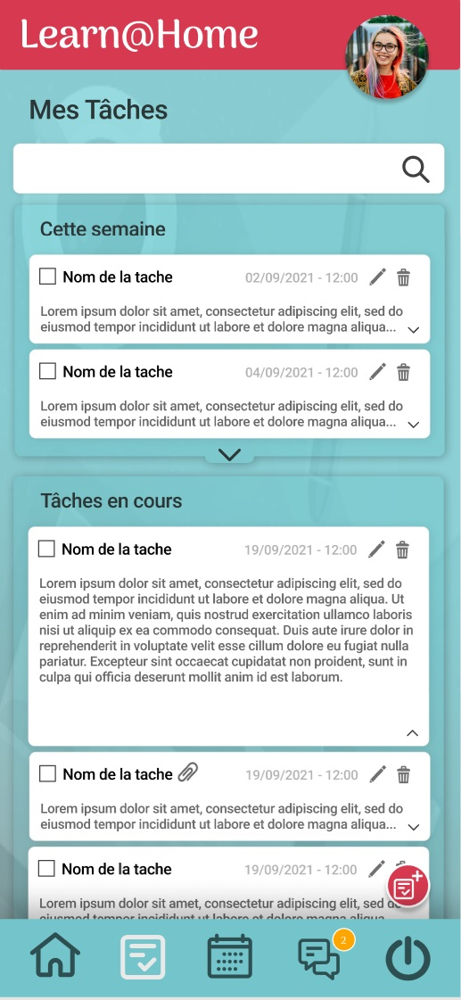 Learn@Home
Mes Tâches
Cette semaine
Nom de la tache 02/09/2021 - 12:00
Lorem ipsum dolor sit amet, consectetur adipiscing elit, sed do
eiusmod tempor incididunt ut labore et dolore magna aliqua...
Nom de la tache 04/09/2021 - 12:00
Lorem ipsum dolor sit amet, consectetur adipiscing elit, sed do
eiusmod tempor incididunt ut labore et dolore magna aliqua...
Tâches en cours
Nom de la tache 19/09/2021 - 12:00
Lorem ipsum dolor sit amet, consectetur adipiscing elit, sed do
eiusmod tempor incididunt ut labore et dolore magna aliqua. Ut
enim ad minim veniam, quis nostrud exercitation ullamco laboris
nisi ut aliquip ex ea commodo consequat. Duis aute irure dolor in
reprehenderit in voluptate velit esse cillum dolore eu fugiat nulla
pariatur. Excepteur sint occaecat cupidatat non proident, sunt in
culpa qui officia deserunt mollit anim id est laborum.
Nom de la tache 19/09/2021 - 12:00
Lorem ipsum dolor sit amet, consectetur adipiscing elit, sed do
eiusmod tempor incididunt ut labore et dolore magna aliqua...
Nom de la tache 19/09/2021 - 12:00
Lorem ipsum dolor sit amet, consectetur adipiscing elit, sed do
eiusmod tempor incididunt ut labore et dolore magna
2